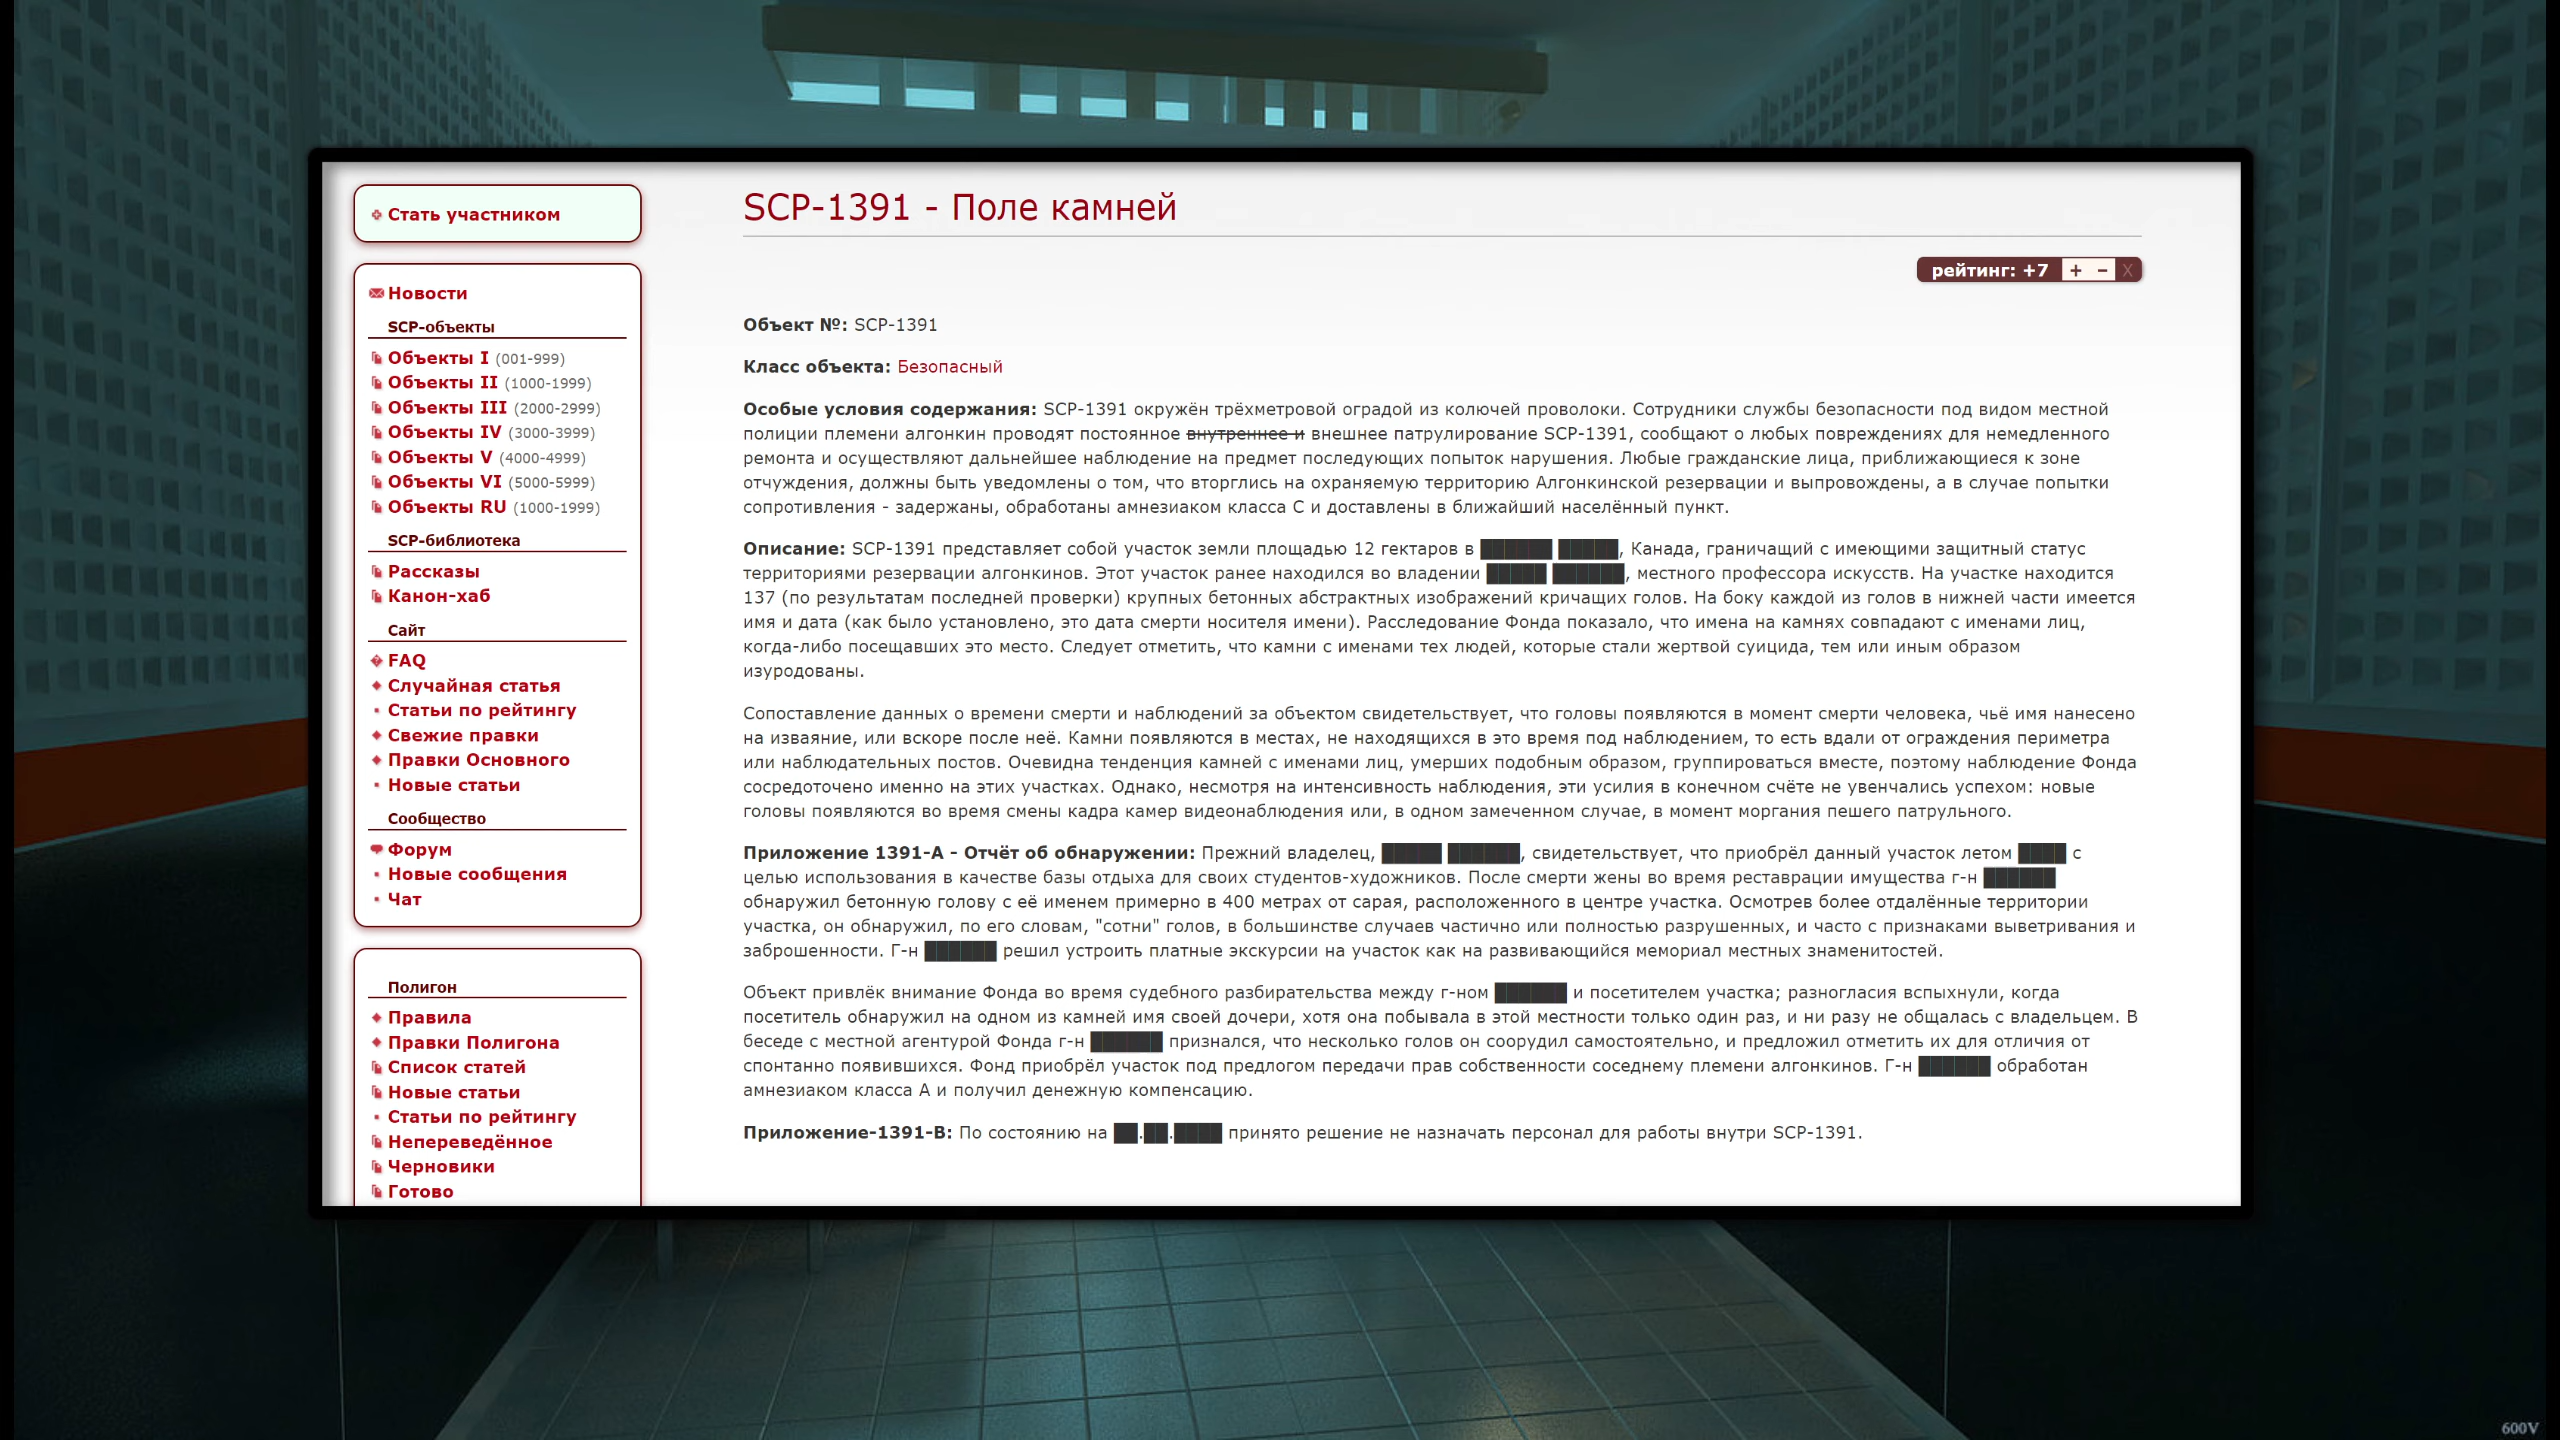 Стать участником
Новости
SCP-объекты
Объекты I (001-999)
Объекты II (1000-1999)
Объекты III (2000-2999)
Объекты IV (3000-3999)
Объекты V (4000-4999)
Объекты VI (5000-5999)
Объекты RU (1000-1999)
SCP-библиотека
Рассказы
Канон-хаб
Сайт
FAQ
Случайная статья
Статьи по рейтингу
Свежие правки
Правки Основного
Новые статьи
Сообщество
Форум
Новые сообщения
Чат
Полигон
Правила
Правки Полигона
Список статей
Новые статьи
Статьи по рейтингу
Непереведённое
Черновики
Готово
SCP-1391 - Поле камней
рейтинг: +7 + − X
Объект №: SCP-1391
Класс объекта: Безопасный
Особые условия содержания: SCP-1391 окружён трёхметровой оградой из колючей проволоки. Сотрудники службы безопасности под видом местной
полиции племени алгонкин проводят постоянное внутреннее и внешнее патрулирование SCP-1391, сообщают о любых повреждениях для немедленного
ремонта и осуществляют дальнейшее наблюдение на предмет последующих попыток нарушения. Любые гражданские лица, приближающиеся к зоне
отчуждения, должны быть уведомлены о том, что вторглись на охраняемую территорию Алгонкинской резервации и выпровождены, а в случае попытки
сопротивления - задержаны, обработаны амнезиаком класса С и доставлены в ближайший населённый пункт.
Описание: SCP-1391 представляет собой участок земли площадью 12 гектаров в ██████ █████, Канада, граничащий с имеющими защитный статус
территориями резервации алгонкинов. Этот участок ранее находился во владении █████ ██████, местного профессора искусств. На участке находится
137 (по результатам последней проверки) крупных бетонных абстрактных изображений кричащих голов. На боку каждой из голов в нижней части имеется
имя и дата (как было установлено, это дата смерти носителя имени). Расследование Фонда показало, что имена на камнях совпадают с именами лиц,
когда-либо посещавших это место. Следует отметить, что камни с именами тех людей, которые стали жертвой суицида, тем или иным образом
изуродованы.
Сопоставление данных о времени смерти и наблюдений за объектом свидетельствует, что головы появляются в момент смерти человека, чьё имя нанесено
на изваяние, или вскоре после неё. Камни появляются в местах, не находящихся в это время под наблюдением, то есть вдали от ограждения периметра
или наблюдательных постов. Очевидна тенденция камней с именами лиц, умерших подобным образом, группироваться вместе, поэтому наблюдение Фонда
сосредоточено именно на этих участках. Однако, несмотря на интенсивность наблюдения, эти усилия в конечном счёте не увенчались успехом: новые
головы появляются во время смены кадра камер видеонаблюдения или, в одном замеченном случае, в момент моргания пешего патрульного.
Приложение 1391-А - Отчёт об обнаружении: Прежний владелец, █████ ██████, свидетельствует, что приобрёл данный участок летом ████ с
целью использования в качестве базы отдыха для своих студентов-художников. После смерти жены во время реставрации имущества г-н ██████
обнаружил бетонную голову с её именем примерно в 400 метрах от сарая, расположенного в центре участка. Осмотрев более отдалённые территории
участка, он обнаружил, по его словам, "сотни" голов, в большинстве случаев частично или полностью разрушенных, и часто с признаками выветривания и
заброшенности. Г-н ██████ решил устроить платные экскурсии на участок как на развивающийся мемориал местных знаменитостей.
Объект привлёк внимание Фонда во время судебного разбирательства между г-ном ██████ и посетителем участка; разногласия вспыхнули, когда
посетитель обнаружил на одном из камней имя своей дочери, хотя она побывала в этой местности только один раз, и ни разу не общалась с владельцем. В
беседе с местной агентурой Фонда г-н ██████ признался, что несколько голов он соорудил самостоятельно, и предложил отметить их для отличия от
спонтанно появившихся. Фонд приобрёл участок под предлогом передачи прав собственности соседнему племени алгонкинов. Г-н ██████ обработан
амнезиаком класса А и получил денежную компенсацию.
Приложение-1391-В: По состоянию на ██.██.████ принято решение не назначать персонал для работы внутри SCP-1391.
600V